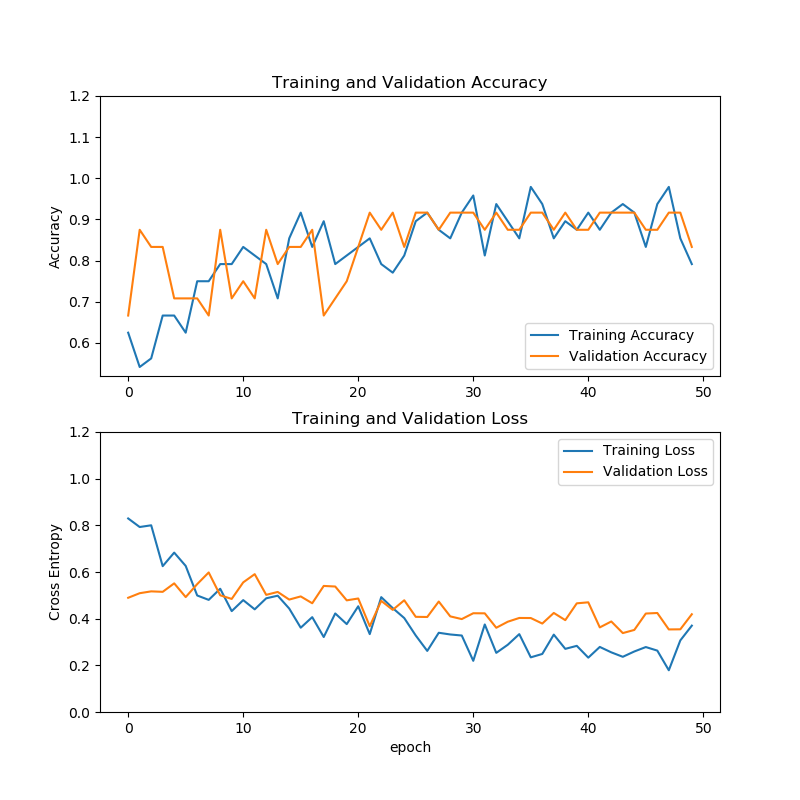 Training and Validation Accuracy
1.2
1.1
1.0
0.9
0.8
0.7
0.6
Accuracy
Training Accuracy
Validation Accuracy
0 10 20 30 40 50
Training and Validation Loss
1.2
1.0
0.8
0.6
0.4
0.2
0.0
Cross Entropy
Training Loss
Validation Loss
0 10 20 30 40 50
epoch